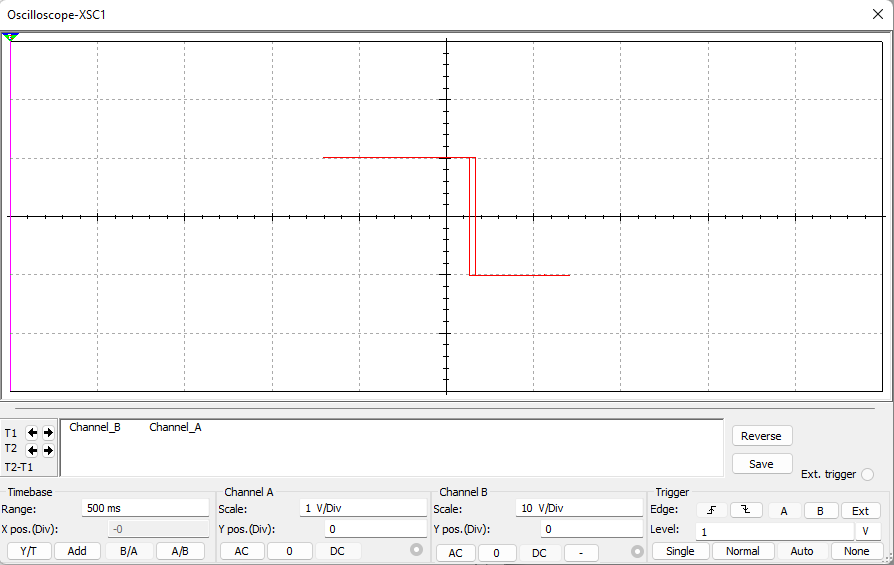 Oscilloscope-XSC1
T1
T2
T2-T1
Channel_B Channel_A
Reverse
Save
Ext. trigger
Timebase
Range: 500 ms
X pos.(Div): -0
Y/T Add B/A A/B
Channel A
Scale: 1 V/Div
Y pos.(Div): 0
AC 0 DC
Channel B
Scale: 10 V/Div
Y pos.(Div): 0
AC 0 DC -
Trigger
Edge: A B Ext
Level: 1 V
Single Normal Auto None